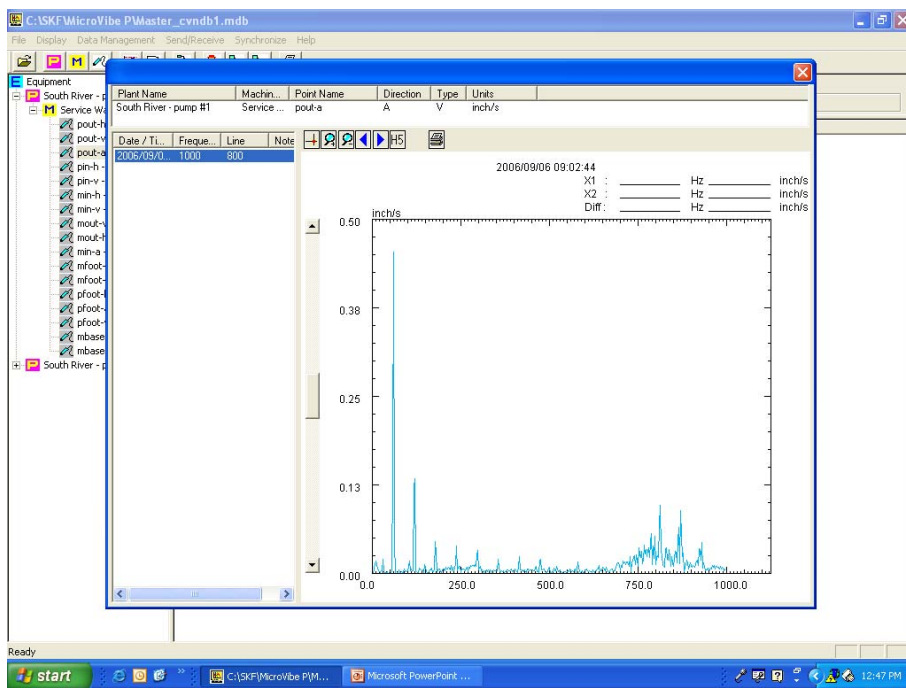 C:\SKF\MicroVibe P\Master_cvndb1.mdb
File Display Data Management Send/Receive Synchronize Help
P M
E Equipment
P South River - p
M Service Wa
pout-h
pout-v
pout-a
pin-h -
pin-v -
min-h -
min-v -
mout-v
mout-h
min-a -
mfoot-
mfoot-
pfoot-
pfoot-
pfoot-
mbase
mbase
P South River - p
Plant Name Machin... Point Name Direction Type Units
South River - pump #1 Service ... pout-a A V inch/s
Date / Ti... Freque... Line Note
2006/09/0... 1000 800
H5
2006/09/06 09:02:44
X1 : Hz inch/s
X2 : Hz inch/s
Diff : Hz inch/s
inch/s
0.50
0.38
0.25
0.13
0.00
0.0 250.0 500.0 750.0 1000.0
Ready
start C:\SKF\MicroVibe P\M... Microsoft PowerPoint ... 12:47 PM